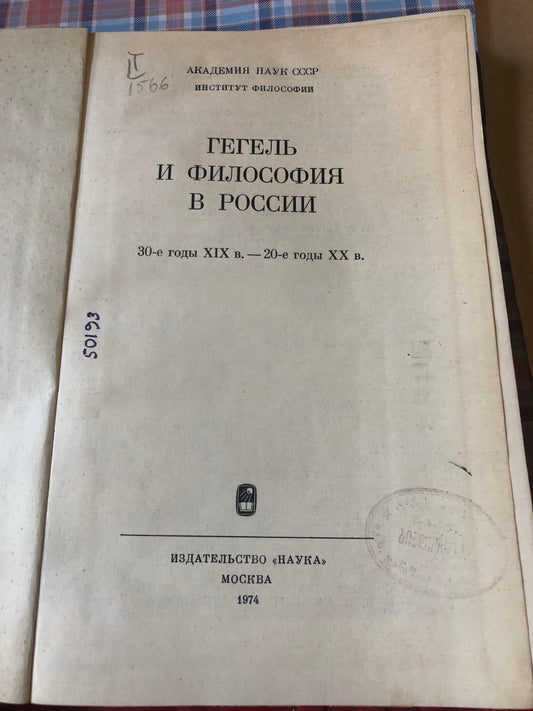 1566
АКАДЕМИЯ НАУК СССР
ИНСТИТУТ ФИЛОСОФИИ
ГЕГЕЛЬ
И ФИЛОСОФИЯ
В РОССИИ
30-е годы XIX в. — 20-е годы XX в.
50193
ИЗДАТЕЛЬСТВО «НАУКА»
МОСКВА
1974